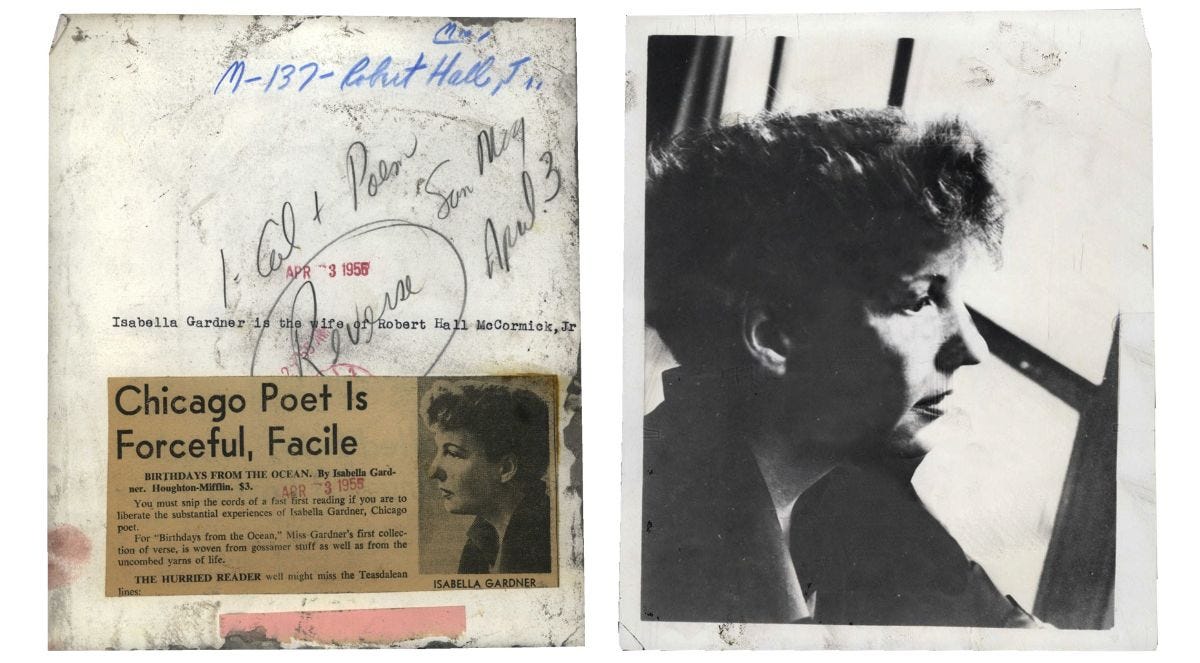 Mrs.
M-137-Robert Hall, Jr.
1- Col + Poem
Sun Mag
April 3
APR -3 1955
Reverse
Isabella Gardner is the wife of Robert Hall McCormick,Jr
Chicago Poet Is
Forceful, Facile
BIRTHDAYS FROM THE OCEAN. By Isabella Gard-
ner. Houghton-Mifflin. $3.
APR -3 1955
You must snip the cords of a fast first reading if you are to
liberate the substantial experiences of Isabella Gardner, Chicago
poet.
For "Birthdays from the Ocean," Miss Gardner's first collec-
tion of verse, is woven from gossamer stuff as well as from the
uncombed yarns of life.
THE HURRIED READER well might miss the Teasdalean
lines:
ISABELLA GARDNER